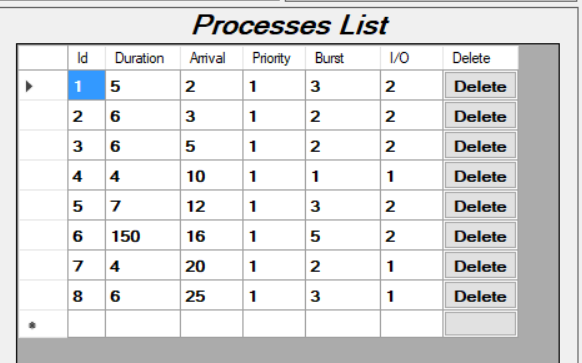 Processes List
Id Duration Arrival Priority Burst I/O Delete
1 5 2 1 3 2 Delete
2 6 3 1 2 2 Delete
3 6 5 1 2 2 Delete
4 4 10 1 1 1 Delete
5 7 12 1 3 2 Delete
6 150 16 1 5 2 Delete
7 4 20 1 2 1 Delete
8 6 25 1 3 1 Delete